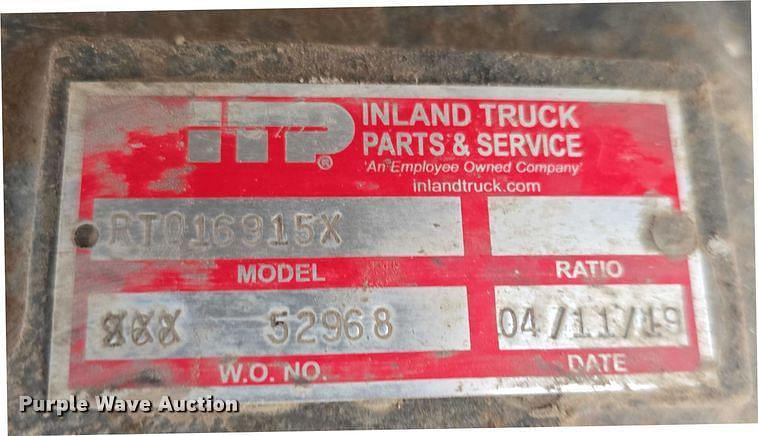 ITP®
INLAND TRUCK
PARTS & SERVICE
'An Employee Owned Company'
inlandtruck.com
RTO16915X
MODEL
RATIO
52968
04/11/19
W.O. NO.
DATE
Purple Wave Auction